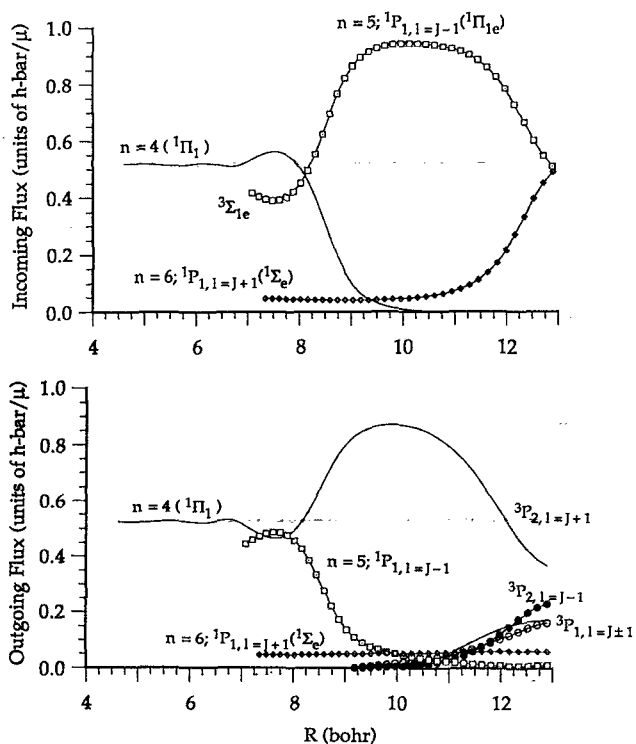 Incoming Flux (units of h-bar/μ)
1.0
0.8
0.6
0.4
0.2
0.0
n = 5; ¹P₁, l = J−1 (¹Π₁ₑ)
n = 4 (¹Π₁)
³Σ₁ₑ
n = 6; ¹P₁, l = J+1 (¹Σₑ)
4 6 8 10 12
Outgoing Flux (units of h-bar/μ)
1.0
0.8
0.6
0.4
0.2
0.0
n = 4 (¹Π₁)
³P₂, l = J+1
n = 5; ¹P₁, l = J−1
³P₂, l = J−1
³P₁, l = J±1
n = 6; ¹P₁, l = J+1 (¹Σₑ)
4 6 8 10 12
R (bohr)